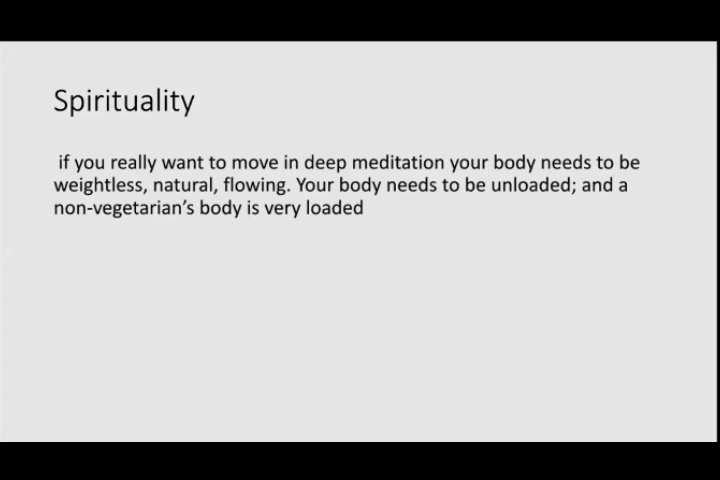 Spirituality
if you really want to move in deep meditation your body needs to be
weightless, natural, flowing. Your body needs to be unloaded; and a
non-vegetarian’s body is very loaded